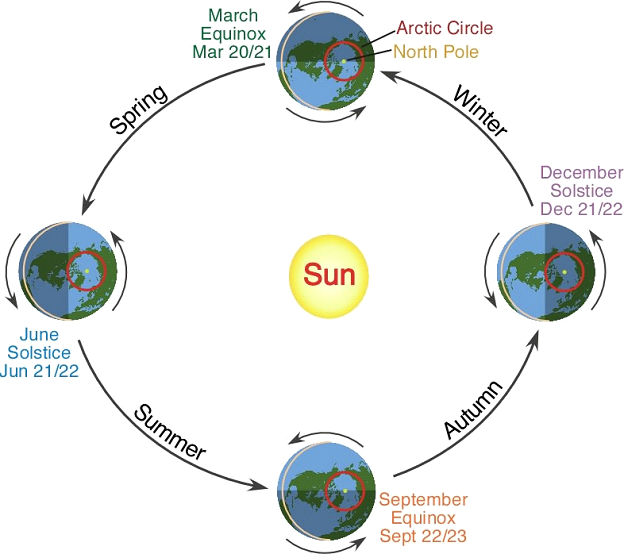 March
Equinox
Mar 20/21
Arctic Circle
North Pole
Spring
Winter
December
Solstice
Dec 21/22
Sun
June
Solstice
Jun 21/22
Summer
Autumn
September
Equinox
Sept 22/23